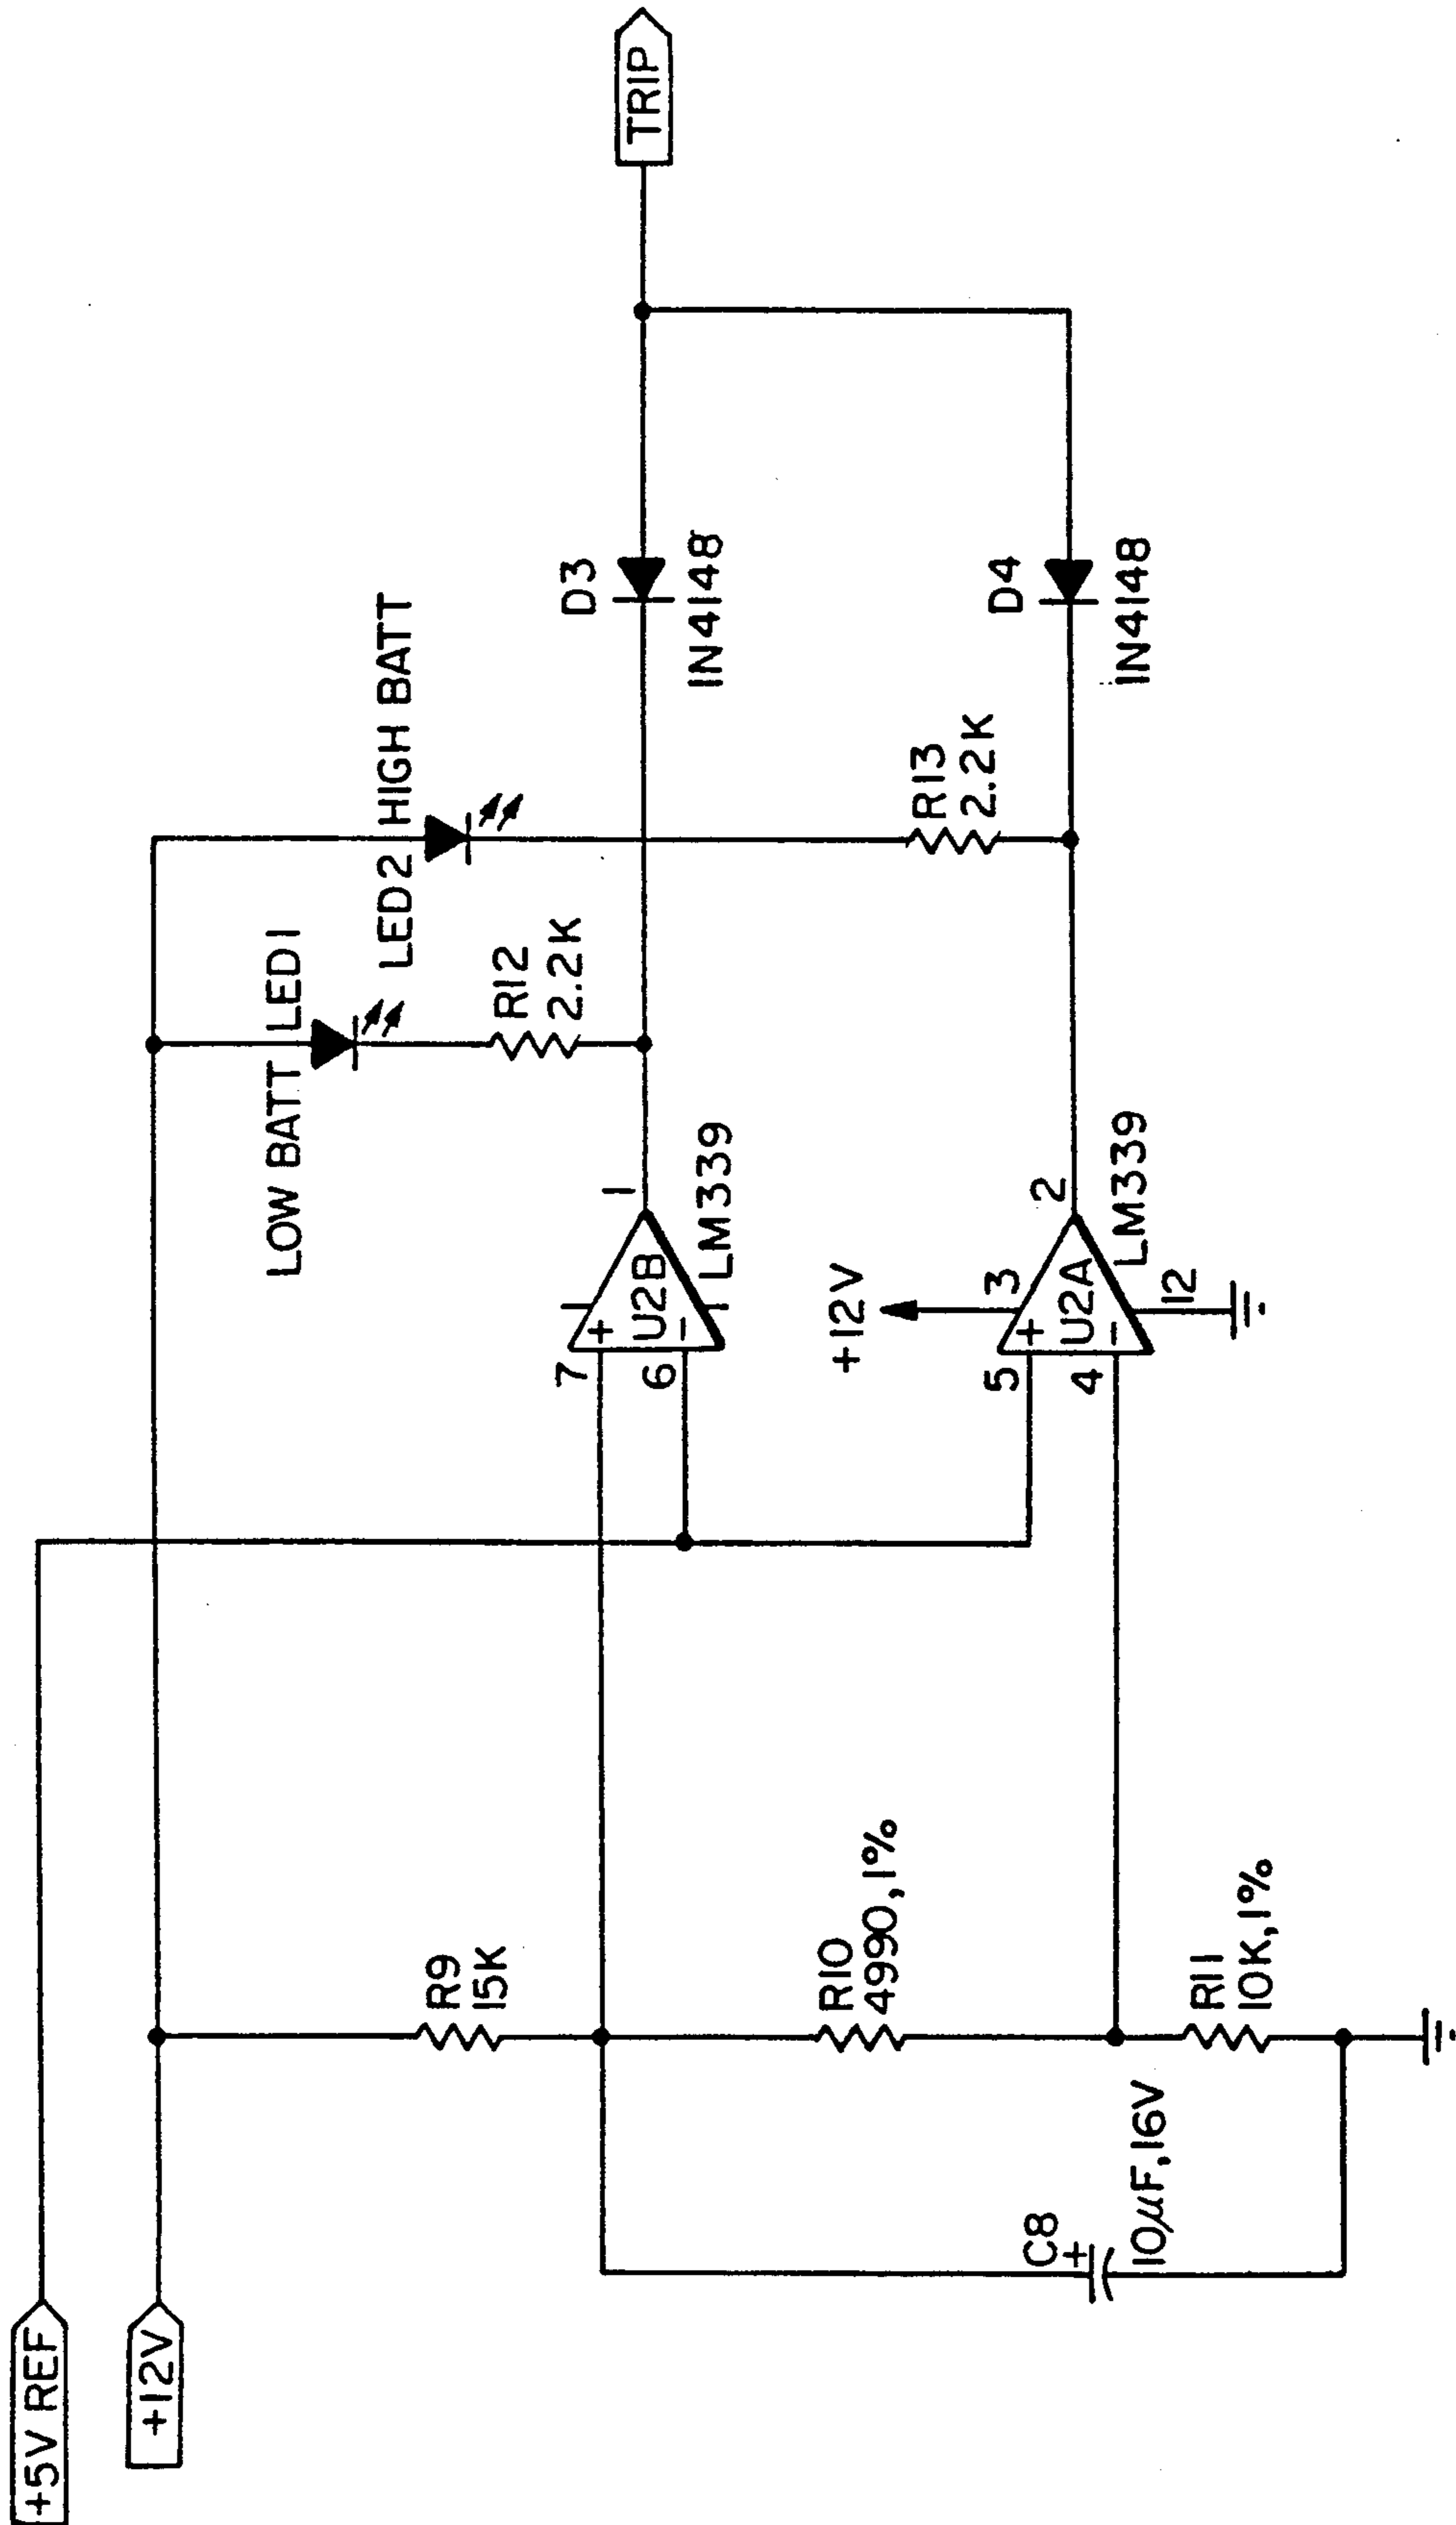 +5V REF
+12V
LOW BATT LED1
LED2 HIGH BATT
R9
15K
R12
2.2K
D3
1N4148
TRIP
7
+
U2B
6
-
1
LM339
+12V
R10
4990,1%
R13
2.2K
D4
1N4148
5
+
U2A
4
-
3
2
12
LM339
C8
+
10µF,16V
R11
10K,1%